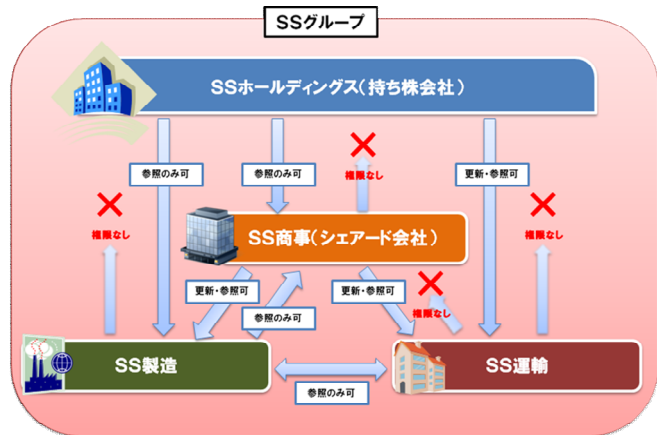 SSグループ
SSホールディングス(持ち株会社)
参照のみ可
参照のみ可
権限なし
更新・参照可
権限なし
権限なし
SS商事(シェアード会社)
更新・参照可
参照のみ可
更新・参照可
権限なし
SS製造
SS運輸
参照のみ可